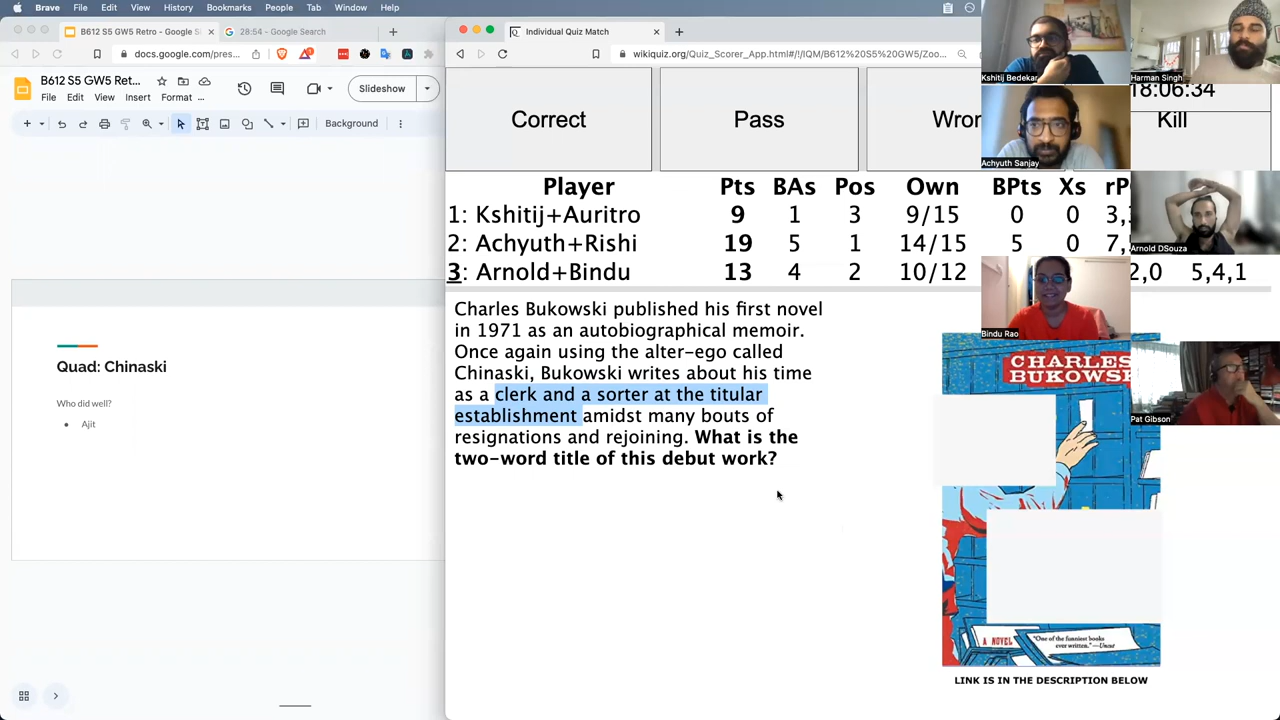 Brave File Edit View History Bookmarks People Tab Window Help
B612 S5 GW5 Retro - Google S
28:54 - Google Search
docs.google.com/pres...
B612 S5 GW5 Ret...
File Edit View Insert Format ...
Slideshow
Background
Quad: Chinaski
Who did well?
● Ajit
Individual Quiz Match
wikiquiz.org/Quiz_Scorer_App.html#/!/IQM/B612%20S5%20GW5/Zoo...
18:06:34
Correct Pass Wron Kill
Player Pts BAs Pos Own BPts Xs
1: Kshitij+Auritro 9 1 3 9/15 0 0
2: Achyuth+Rishi 19 5 1 14/15 5 0
3: Arnold+Bindu 13 4 2 10/12 2,0 5,4,1
Charles Bukowski published his first novel
in 1971 as an autobiographical memoir.
Once again using the alter-ego called
Chinaski, Bukowski writes about his time
as a clerk and a sorter at the titular
establishment amidst many bouts of
resignations and rejoining. What is the
two-word title of this debut work?
Kshitij Bedekar
Harman Singh
Achyuth Sanjay
Arnold DSouza
Bindu Rao
Pat Gibson
CHARLES
BUKOWS
A NOVEL
"One of the funniest books
ever written." —Uncut
LINK IS IN THE DESCRIPTION BELOW